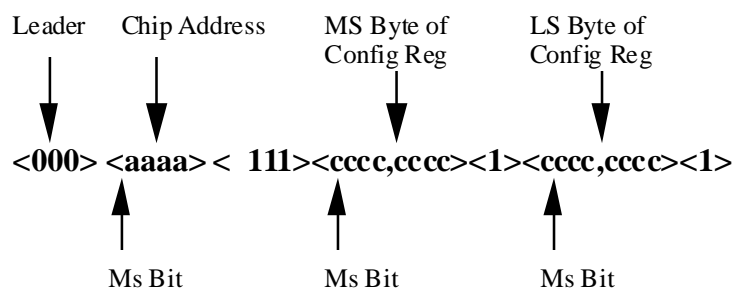 Leader Chip Address MS Byte of LS Byte of
Config Reg Config Reg
<000> <aaaa>< 111><cccc,cccc><1><cccc,cccc><1>
Ms Bit Ms Bit Ms Bit